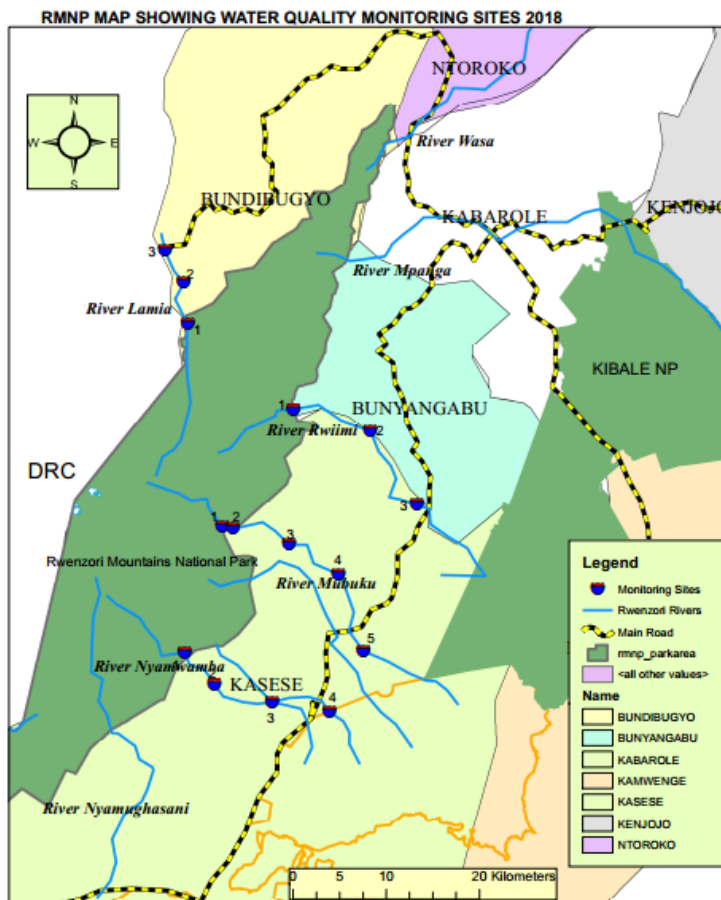 RMNP MAP SHOWING WATER QUALITY MONITORING SITES 2018
N
W E
S
NTOROKO
River Wasa
BUNDIBUGYO
KABAROLE
KENJOJO
3
River Mpanga
2
River Lamia
1
KIBALE NP
1
BUNYANGABU
River Rwiimi
2
DRC
3
1 2
3
Rwenzori Mountains National Park
4
River Mubuku
5
River Nyamwamba
2
KASESE
3
4
River Nyamughasani
Legend
Monitoring Sites
Rwenzori Rivers
Main Road
rmnp_parkarea
<all other values>
Name
BUNDIBUGYO
BUNYANGABU
KABAROLE
KAMWENGE
KASESE
KENJOJO
NTOROKO
0 5 10 20 Kilometers